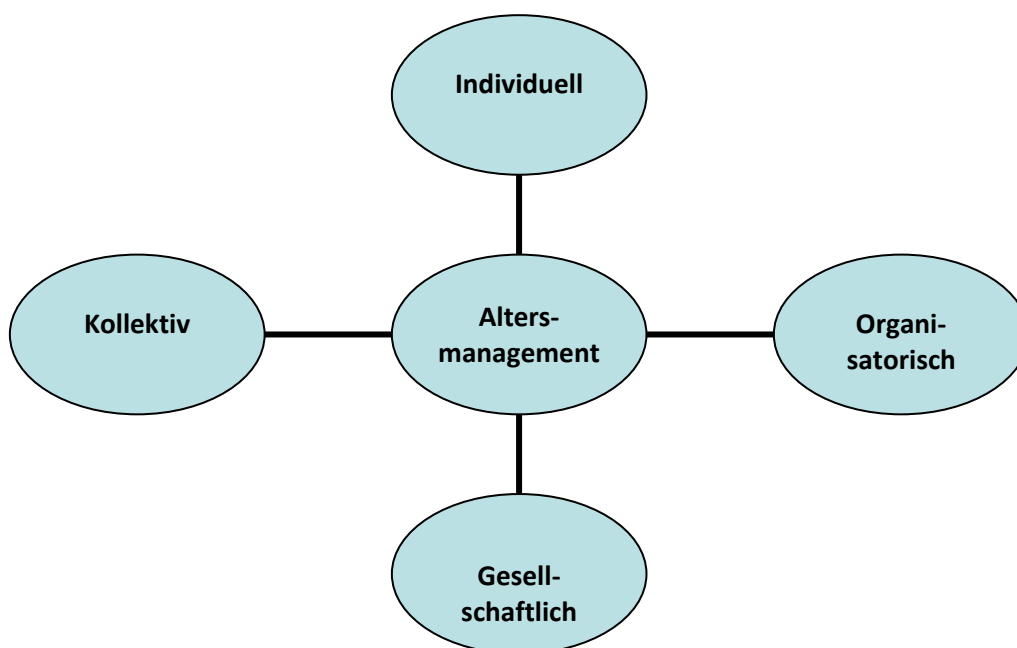 Individuell
Kollektiv
Alters-
management
Organi-
satorisch
Gesell-
schaftlich